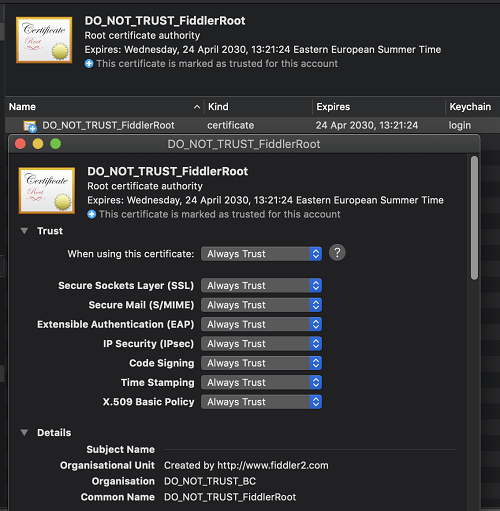 DO_NOT_TRUST_FiddlerRoot
Root certificate authority
Expires: Wednesday, 24 April 2030, 13:21:24 Eastern European Summer Time
This certificate is marked as trusted for this account
Name Kind Expires Keychain
DO_NOT_TRUST_FiddlerRoot certificate 24 Apr 2030, 13:21:24 login
DO_NOT_TRUST_FiddlerRoot
DO_NOT_TRUST_FiddlerRoot
Root certificate authority
Expires: Wednesday, 24 April 2030, 13:21:24 Eastern European Summer Time
This certificate is marked as trusted for this account
Trust
When using this certificate: Always Trust ?
Secure Sockets Layer (SSL) Always Trust
Secure Mail (S/MIME) Always Trust
Extensible Authentication (EAP) Always Trust
IP Security (IPsec) Always Trust
Code Signing Always Trust
Time Stamping Always Trust
X.509 Basic Policy Always Trust
Details
Subject Name
Organisational Unit Created by http://www.fiddler2.com
Organisation DO_NOT_TRUST_BC
Common Name DO_NOT_TRUST_FiddlerRoot